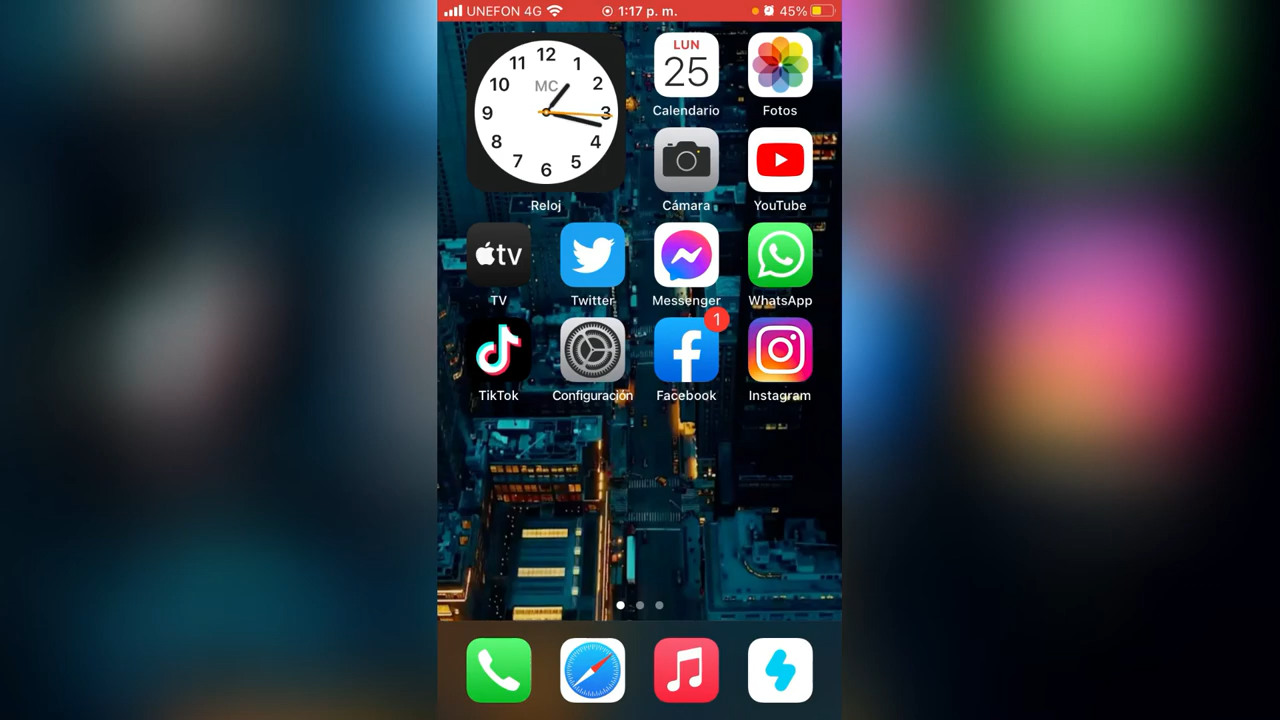 UNEFON 4G 1:17 p. m. 45%
12
11 1
10 MC 2
9 3
8 4
7 5
6
Reloj
LUN
25
Calendario
Fotos
Cámara
YouTube
tv
TV
Twitter
Messenger
WhatsApp
1
TikTok
Configuración
Facebook
Instagram